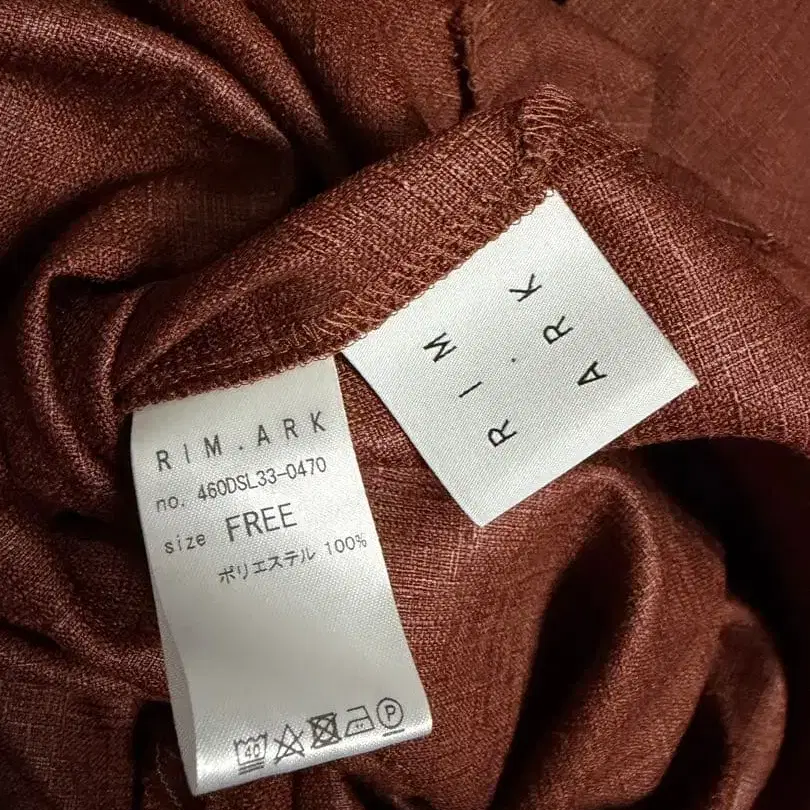 RIM.ARK
no. 460DSL33-0470
size FREE
ポリエステル 100%
40
P
RIM.
ARK